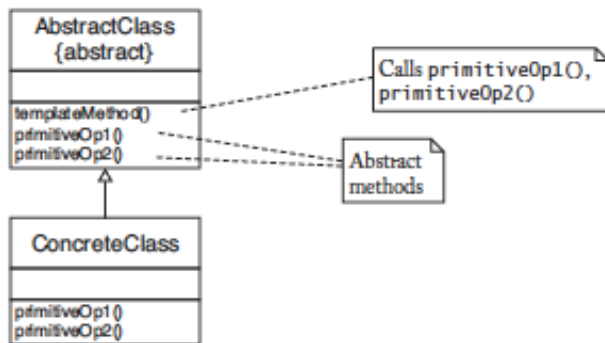 AbstractClass
{abstract}
templateMethod()
primitiveOp1()
primitiveOp2()
Calls primitiveOp1(),
primitiveOp2()
Abstract
methods
ConcreteClass
primitiveOp1()
primitiveOp2()